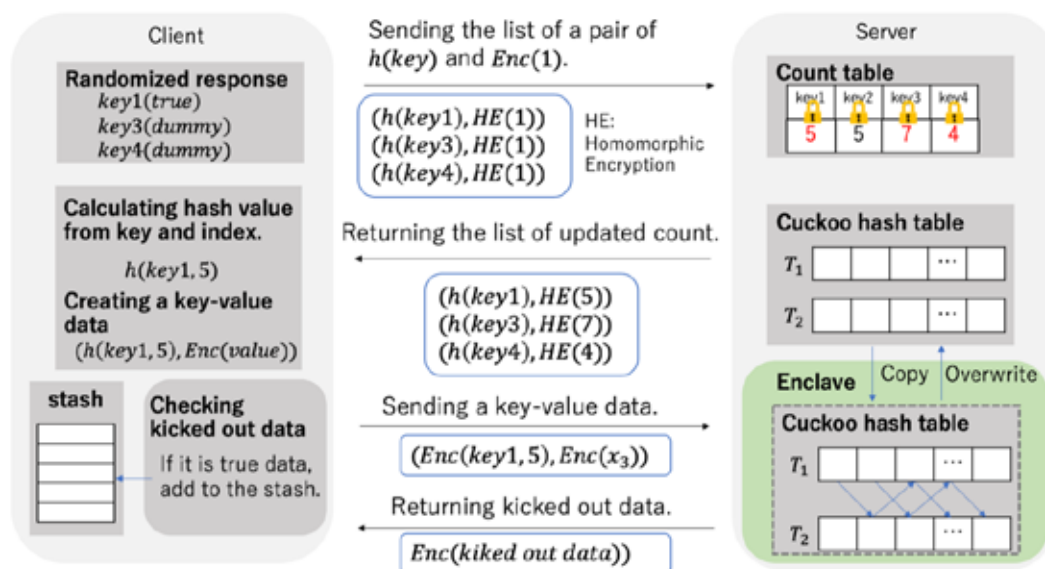 Client
Randomized response
key1(true)
key3(dummy)
key4(dummy)
Calculating hash value
from key and index.
h(key1, 5)
Creating a key-value
data
(h(key1, 5), Enc(value))
stash
Checking
kicked out data
If it is true data,
add to the stash.
Sending the list of a pair of
h(key) and Enc(1).
(h(key1), HE(1))
(h(key3), HE(1))
(h(key4), HE(1))
HE:
Homomorphic
Encryption
Returning the list of updated count.
(h(key1), HE(5))
(h(key3), HE(7))
(h(key4), HE(4))
Sending a key-value data.
(Enc(key1, 5), Enc(x₃))
Returning kicked out data.
Enc(kiked out data))
Server
Count table
key1 key2 key3 key4
5 5 7 4
Cuckoo hash table
T₁ ...
T₂ ...
Copy Overwrite
Enclave
Cuckoo hash table
T₁ ...
T₂ ...